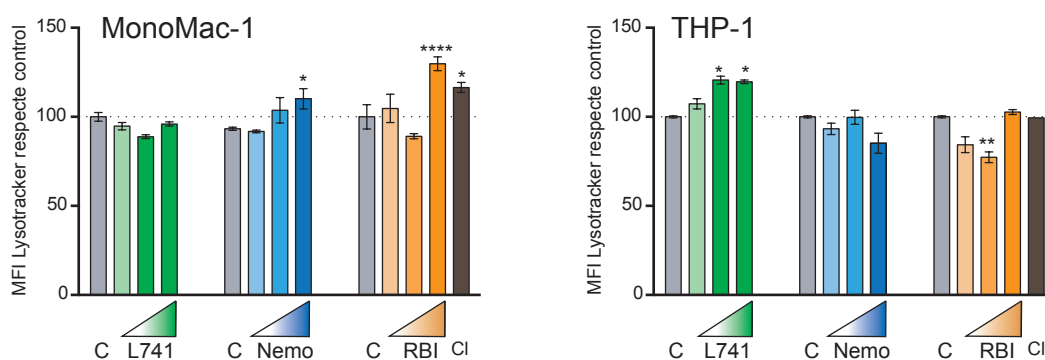 MonoMac-1
MFI Lysotracker respecte control
150
100
50
0
*
****
*
C L741 C Nemo C RBI Cl
THP-1
MFI Lysotracker respecte control
150
100
50
0
* *
**
C L741 C Nemo C RBI Cl